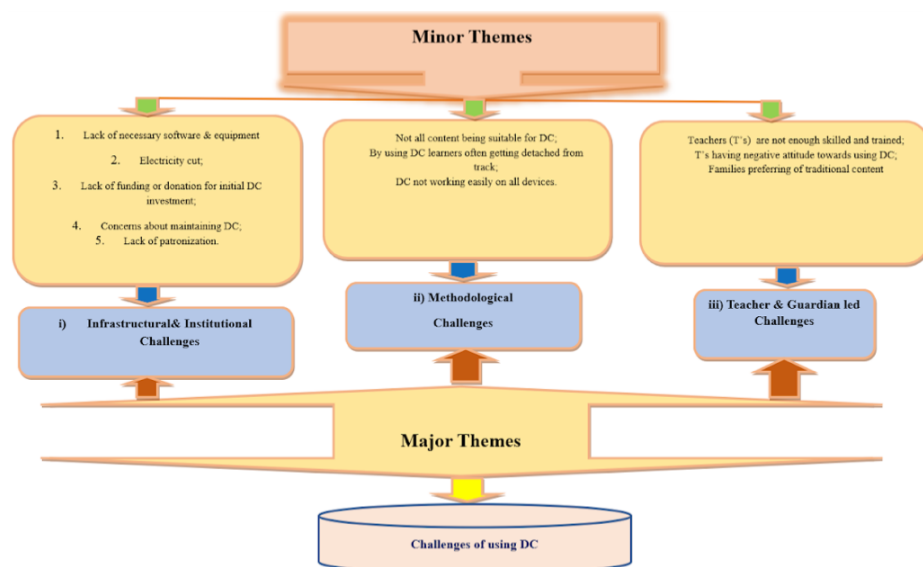 Minor Themes
1. Lack of necessary software & equipment
2. Electricity cut;
3. Lack of funding or donation for initial DC
investment;
4. Concerns about maintaining DC;
5. Lack of patronization.
Not all content being suitable for DC;
By using DC learners often getting detached from
track;
DC not working easily on all devices.
Teachers (T's) are not enough skilled and trained;
T's having negative attitude towards using DC;
Families preferring of traditional content
i) Infrastructural& Institutional
Challenges
ii) Methodological
Challenges
iii) Teacher & Guardian led
Challenges
Major Themes
Challenges of using DC